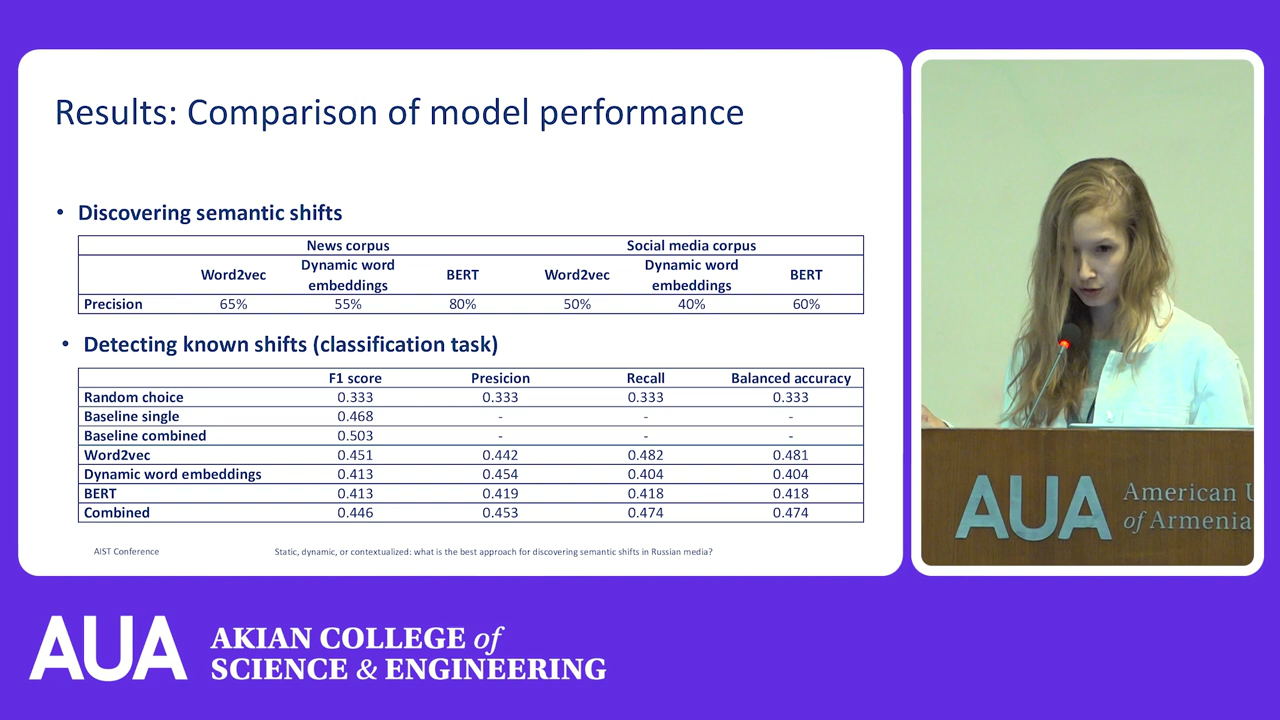 Results: Comparison of model performance
• Discovering semantic shifts
News corpus Social media corpus
Word2vec Dynamic word embeddings BERT Word2vec Dynamic word embeddings BERT
Precision 65% 55% 80% 50% 40% 60%
• Detecting known shifts (classification task)
F1 score Presicion Recall Balanced accuracy
Random choice 0.333 0.333 0.333 0.333
Baseline single 0.468 - - -
Baseline combined 0.503 - - -
Word2vec 0.451 0.442 0.482 0.481
Dynamic word embeddings 0.413 0.454 0.404 0.404
BERT 0.413 0.419 0.418 0.418
Combined 0.446 0.453 0.474 0.474
AIST Conference Static, dynamic, or contextualized: what is the best approach for discovering semantic shifts in Russian media?
AUA American U
of Armenia
AUA AKIAN COLLEGE of
SCIENCE & ENGINEERING